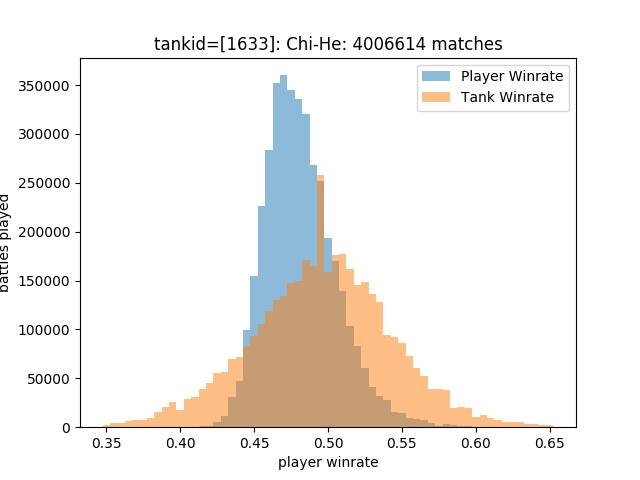 tankid=[1633]: Chi-He: 4006614 matches
Player Winrate
Tank Winrate
battles played
350000
300000
250000
200000
150000
100000
50000
0
0.35 0.40 0.45 0.50 0.55 0.60 0.65
player winrate